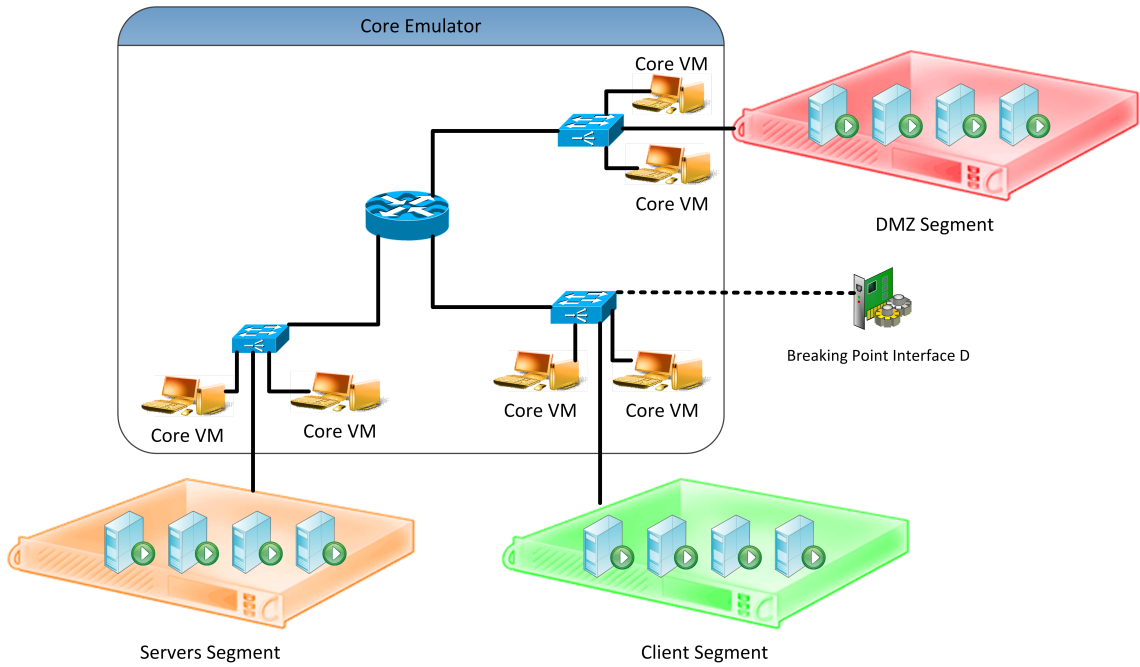 Core Emulator
Core VM
Core VM
DMZ Segment
Breaking Point Interface D
Core VM
Core VM
Core VM
Core VM
Servers Segment
Client Segment